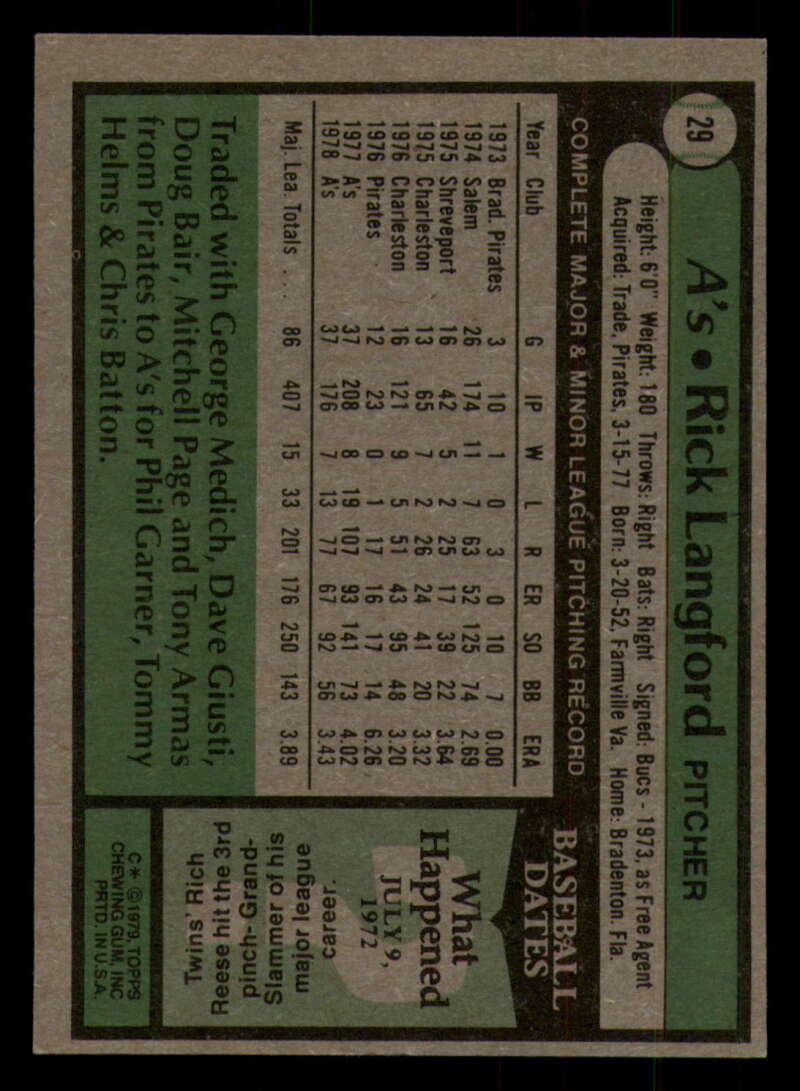 29
A's • Rick Langford PITCHER
Height: 6'0" Weight: 180 Throws: Right Bats: Right Signed: Bucs - 1973, as Free Agent
Acquired: Trade, Pirates, 3-15-77 Born: 3-20-52, Farmville Va. Home: Bradenton, Fla.
COMPLETE MAJOR & MINOR LEAGUE PITCHING RECORD
Year Club G IP W L R ER SO BB ERA
1973 Brad. Pirates 3 10 1 0 3 0 10 7 0.00
1974 Salem 26 174 11 7 63 52 125 74 2.69
1975 Shreveport 16 42 5 2 25 17 39 22 3.64
1975 Charleston 13 65 7 2 26 24 41 20 3.32
1976 Charleston 16 121 9 5 51 43 95 48 3.20
1976 Pirates 12 23 0 1 17 16 17 14 6.26
1977 A's 37 208 8 19 107 93 141 73 4.02
1978 A's 37 176 7 13 77 67 92 56 3.43
Maj. Lea. Totals . . . . 86 407 15 33 201 176 250 143 3.89
Traded with George Medich, Dave Giusti,
Doug Bair, Mitchell Page and Tony Armas
from Pirates to A's for Phil Garner, Tommy
Helms & Chris Batton.
BASEBALL
DATES
What
Happened
JULY 9,
1972
Twins' Rich
Reese hit the 3rd
pinch-Grand-
Slammer of his
major league
career.
C* ©1979, TOPPS
CHEWING GUM, INC
PRTD. IN U.S.A.